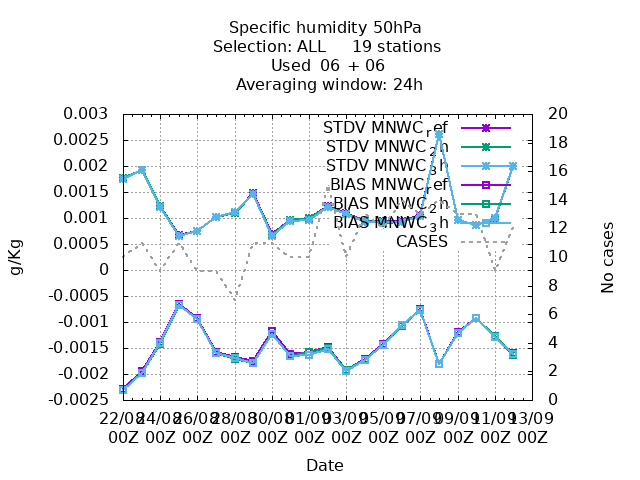 Specific humidity 50hPa
Selection: ALL 19 stations
Used 06 + 06
Averaging window: 24h
0.003
0.0025
0.002
0.0015
0.001
0.0005
0
-0.0005
-0.001
-0.0015
-0.002
-0.0025
g/Kg
STDV MNWC_ref
STDV MNWC_2h
STDV MNWC_3h
BIAS MNWC_ref
BIAS MNWC_2h
BIAS MNWC_3h
CASES
20
18
16
14
12
10
8
6
4
2
0
No cases
22/08 24/08 26/08 28/08 30/08 01/09 03/09 05/09 07/09 09/09 11/09 13/09
00Z 00Z 00Z 00Z 00Z 00Z 00Z 00Z 00Z 00Z 00Z 00Z
Date